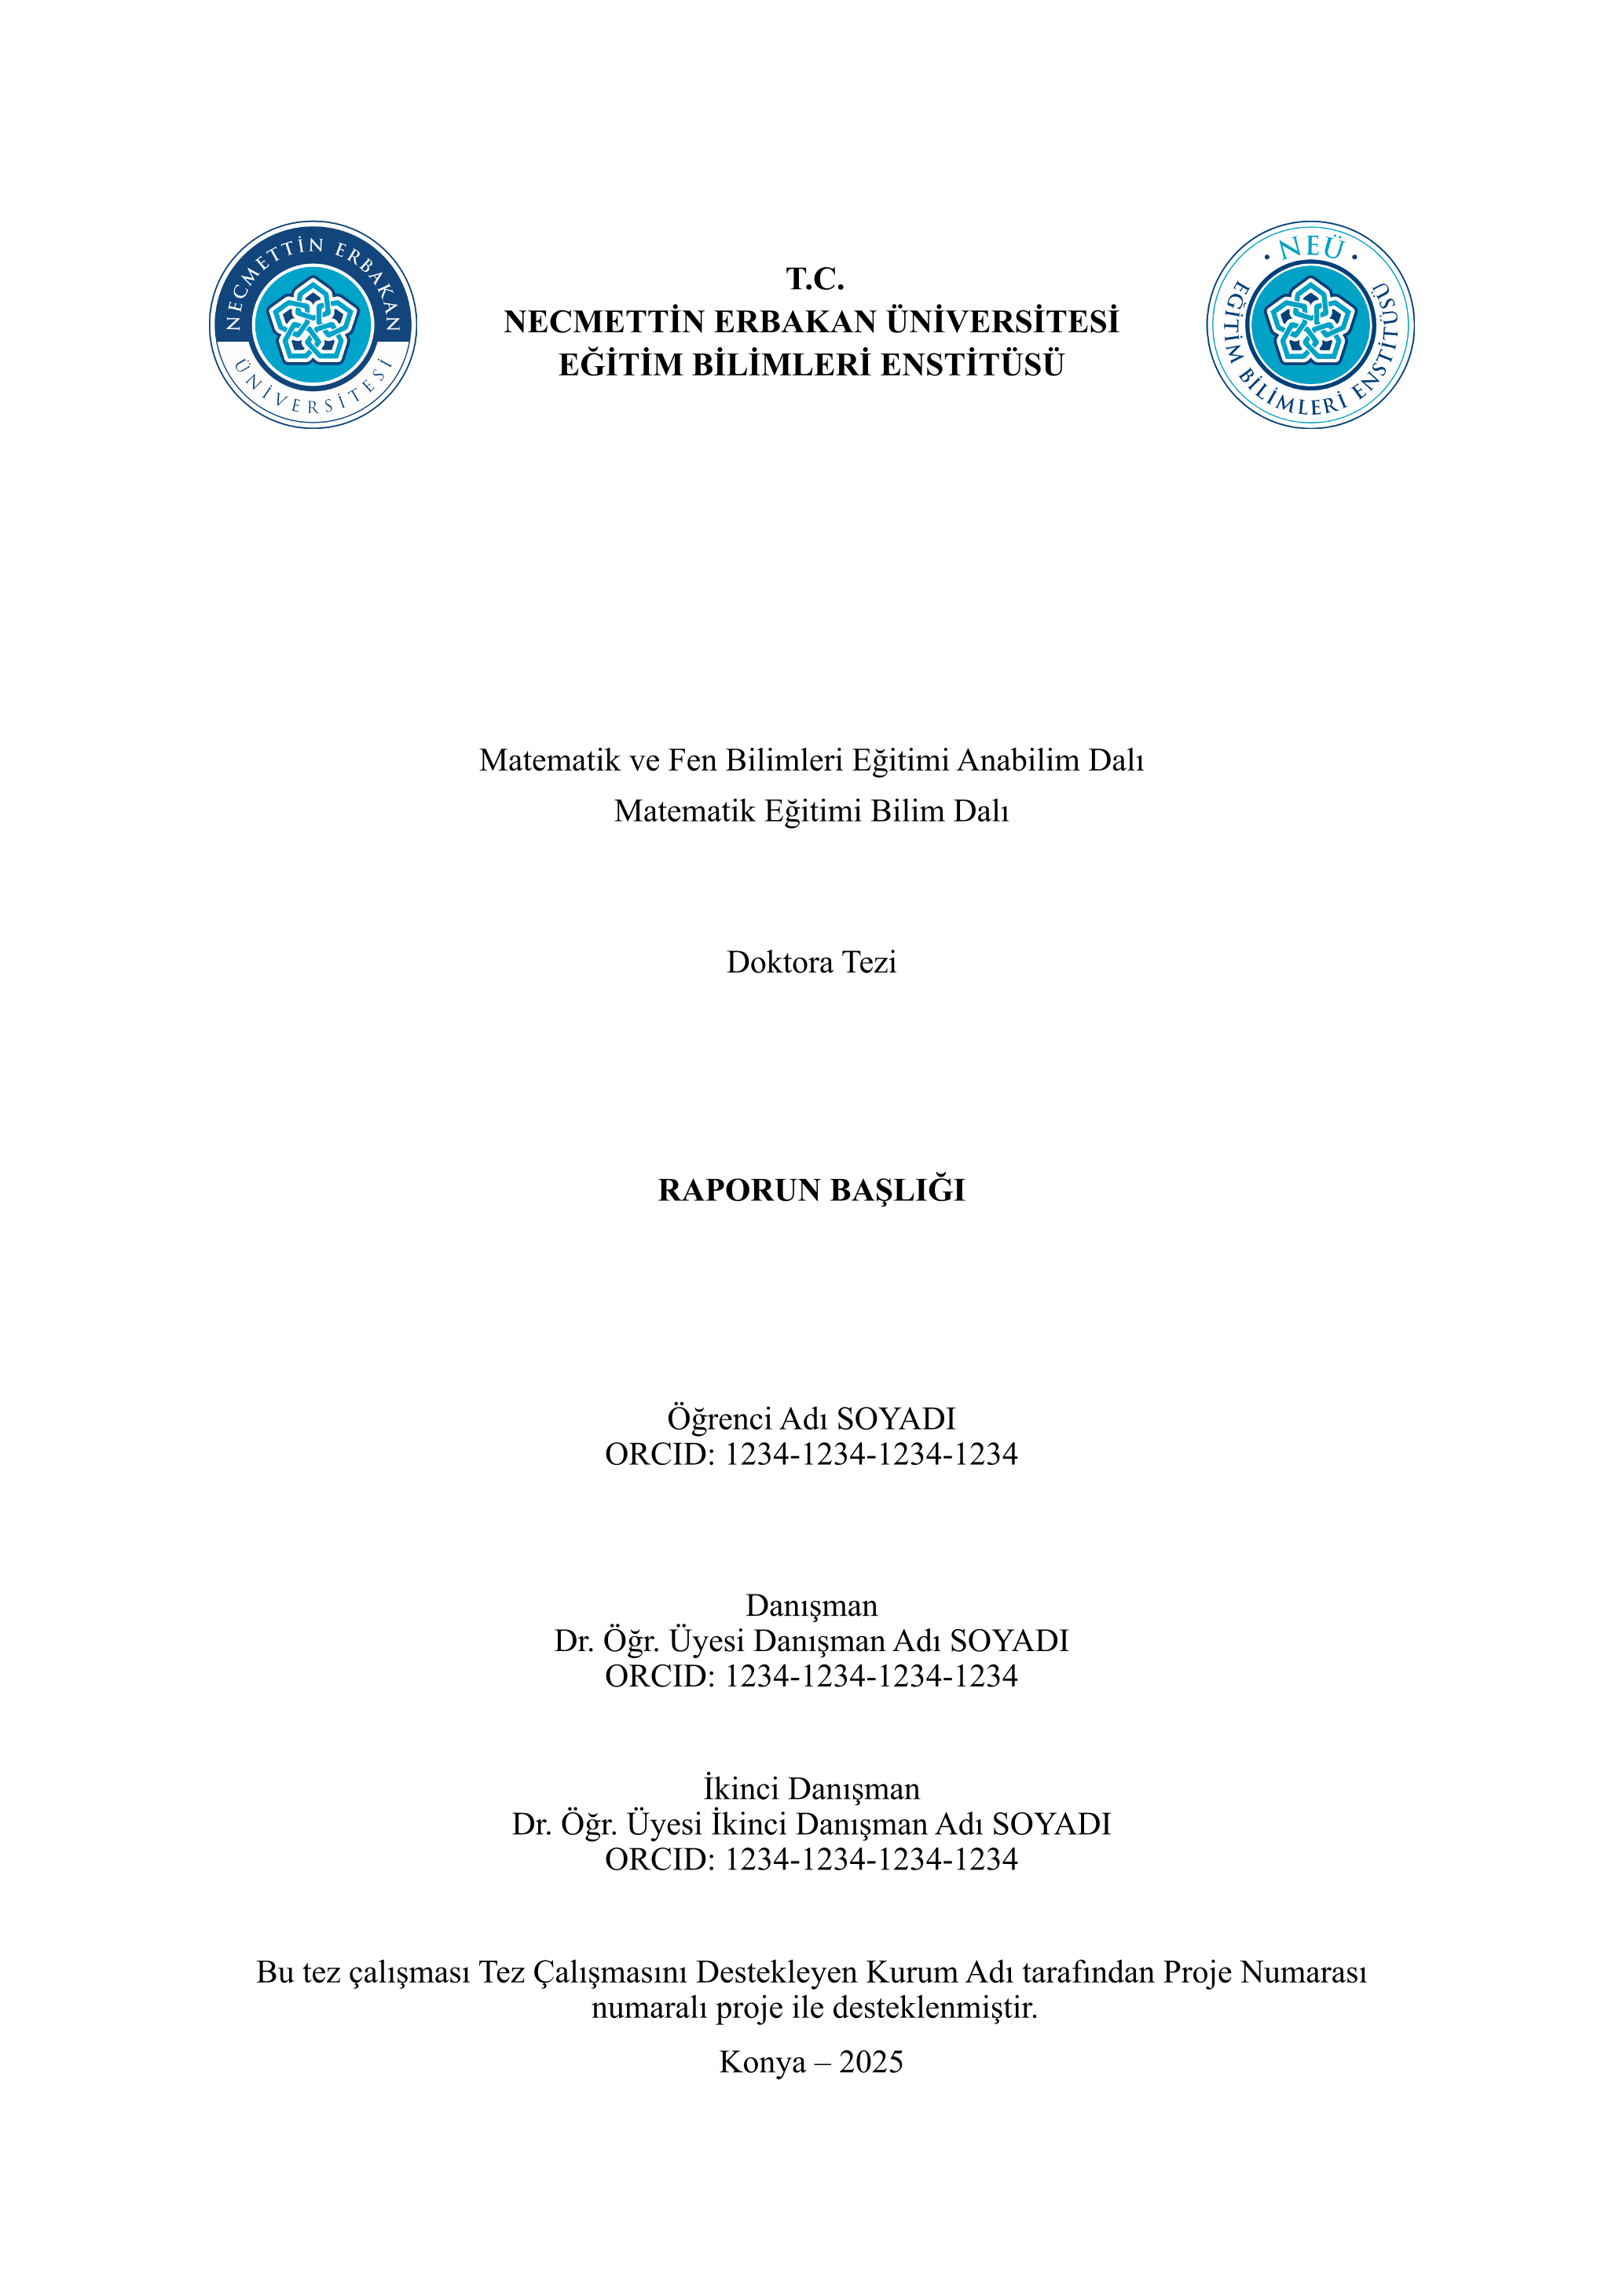 NECMETTİN ERBAKAN
ÜNİVERSİTESİ
T.C.
NECMETTİN ERBAKAN ÜNİVERSİTESİ
EĞİTİM BİLİMLERİ ENSTİTÜSÜ
NEÜ
EĞİTİM BİLİMLERİ ENSTİTÜSÜ
Matematik ve Fen Bilimleri Eğitimi Anabilim Dalı
Matematik Eğitimi Bilim Dalı
Doktora Tezi
RAPORUN BAŞLIĞI
Öğrenci Adı SOYADI
ORCID: 1234-1234-1234-1234
Danışman
Dr. Öğr. Üyesi Danışman Adı SOYADI
ORCID: 1234-1234-1234-1234
İkinci Danışman
Dr. Öğr. Üyesi İkinci Danışman Adı SOYADI
ORCID: 1234-1234-1234-1234
Bu tez çalışması Tez Çalışmasını Destekleyen Kurum Adı tarafından Proje Numarası
numaralı proje ile desteklenmiştir.
Konya – 2025